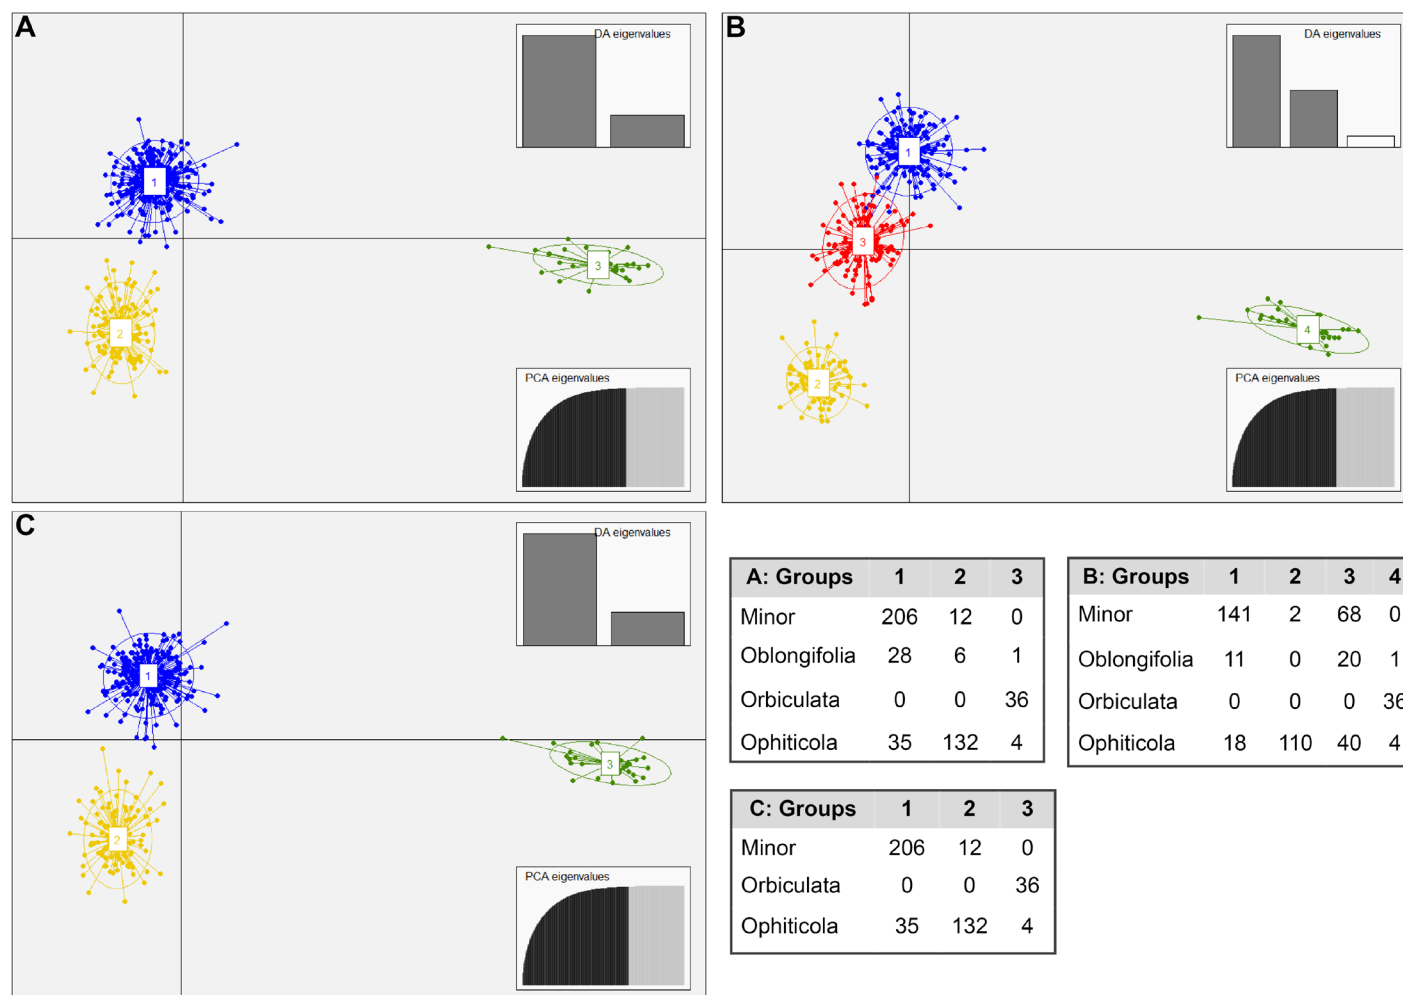 A
DA eigenvalues
1
2
3
PCA eigenvalues
B
DA eigenvalues
1
3
2
4
PCA eigenvalues
C
DA eigenvalues
1
2
3
PCA eigenvalues
A: Groups 1 2 3
Minor 206 12 0
Oblongifolia 28 6 1
Orbiculata 0 0 36
Ophiticola 35 132 4
B: Groups 1 2 3 4
Minor 141 2 68 0
Oblongifolia 11 0 20 1
Orbiculata 0 0 0 36
Ophiticola 18 110 40 4
C: Groups 1 2 3
Minor 206 12 0
Orbiculata 0 0 36
Ophiticola 35 132 4